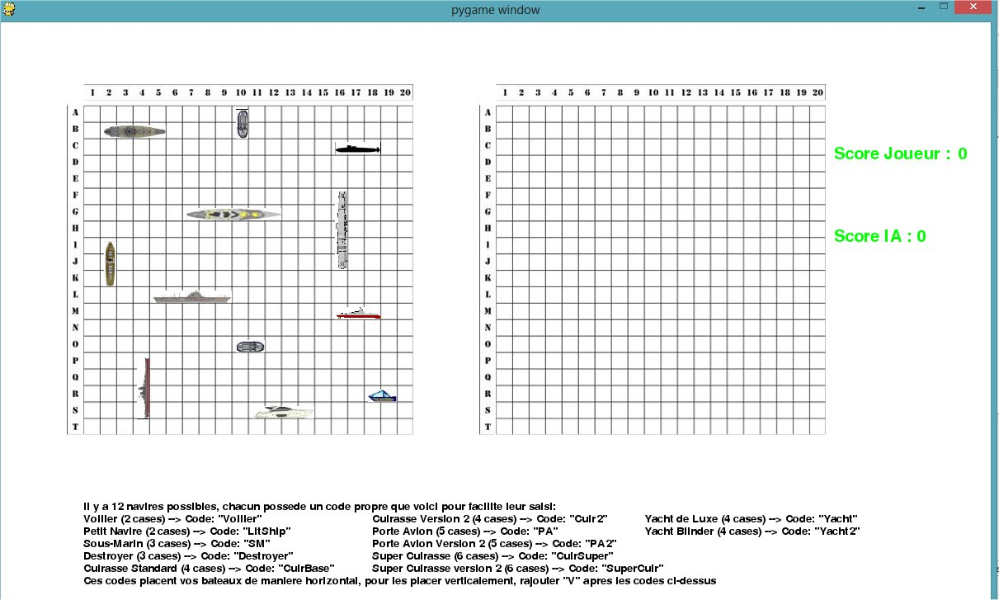 pygame window
1 2 3 4 5 6 7 8 9 10 11 12 13 14 15 16 17 18 19 20
A
B
C
D
E
F
G
H
I
J
K
L
M
N
O
P
Q
R
S
T
1 2 3 4 5 6 7 8 9 10 11 12 13 14 15 16 17 18 19 20
A
B
C
D
E
F
G
H
I
J
K
L
M
N
O
P
Q
R
S
T
Score Joueur : 0
Score IA : 0
Il y a 12 navires possibles, chacun possede un code propre que voici pour facilite leur saisi:
Voilier (2 cases) --> Code: "Voilier"
Petit Navire (2 cases) --> Code: "LitShip"
Sous-Marin (3 cases) --> Code: "SM"
Destroyer (3 cases) --> Code: "Destroyer"
Cuirasse Standard (4 cases) --> Code: "CuirBase"
Cuirasse Version 2 (4 cases) --> Code: "Cuir2"
Porte Avion (5 cases) --> Code: "PA"
Porte Avion Version 2 (5 cases) --> Code: "PA2"
Super Cuirasse (6 cases) --> Code: "CuirSuper"
Super Cuirasse version 2 (6 cases) --> Code: "SuperCuir"
Yacht de Luxe (4 cases) --> Code: "Yacht"
Yacht Blinder (4 cases) --> Code: "Yacht2"
Ces codes placent vos bateaux de maniere horizontal, pour les placer verticalement, rajouter "V" apres les codes ci-dessus